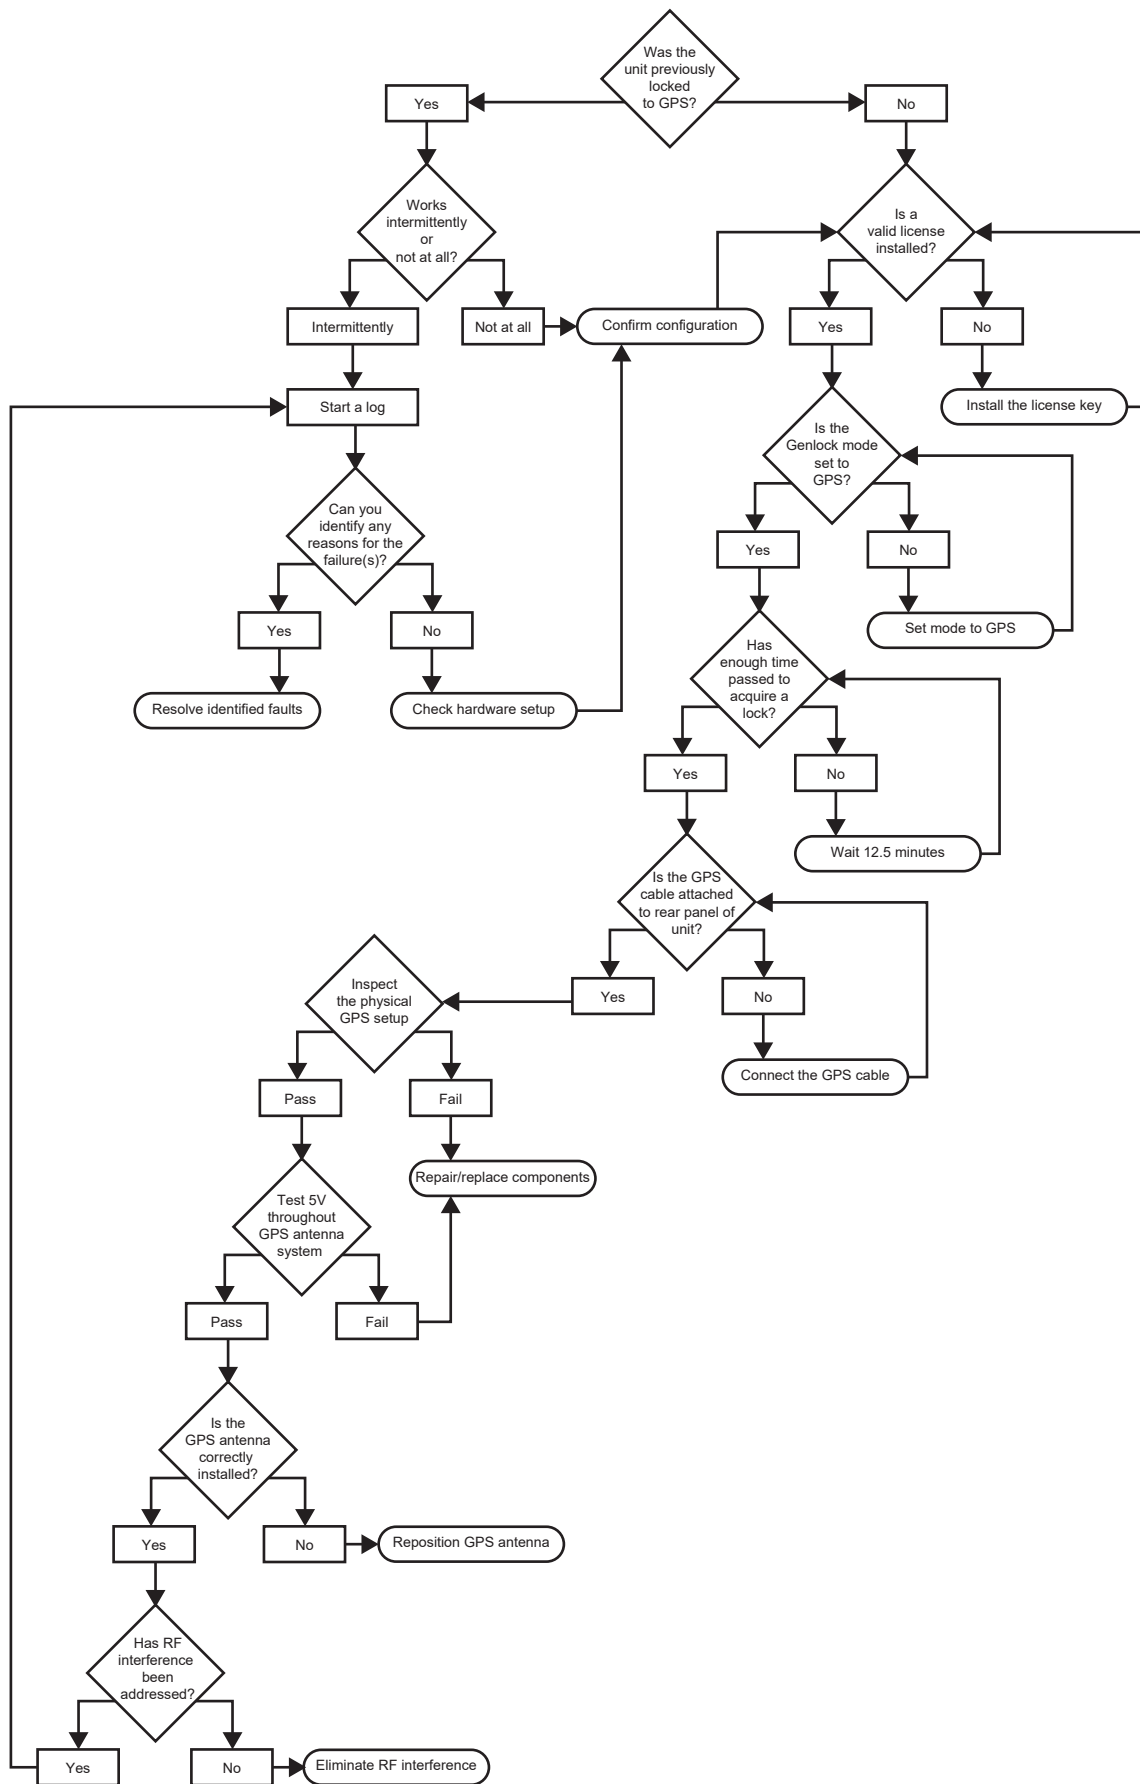 Was the
unit previously
locked
to GPS?
Yes
No
Works
intermittently
or
not at all?
Is a
valid license
installed?
Intermittently
Not at all
Confirm configuration
Yes
No
Start a log
Install the license key
Is the
Genlock mode
set to
GPS?
Can you
identify any
reasons for the
failure(s)?
Yes
No
Yes
No
Set mode to GPS
Has
enough time
passed to
acquire a
lock?
Resolve identified faults
Check hardware setup
Yes
No
Wait 12.5 minutes
Is the GPS
cable attached
to rear panel of
unit?
Inspect
the physical
GPS setup
Yes
No
Connect the GPS cable
Pass
Fail
Repair/replace components
Test 5V
throughout
GPS antenna
system
Pass
Fail
Is the
GPS antenna
correctly
installed?
Yes
No
Reposition GPS antenna
Has RF
interference
been
addressed?
Yes
No
Eliminate RF interference